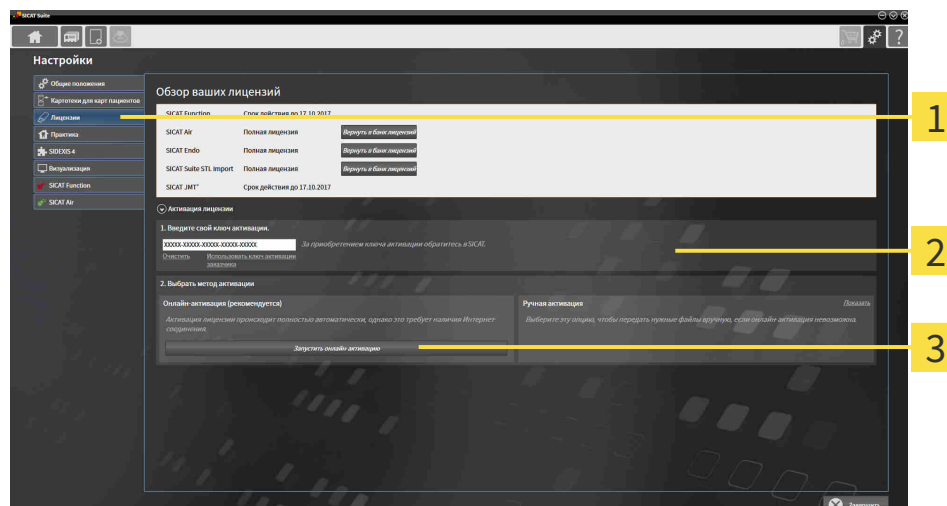 SICAT Suite
?
Настройки
Общие положения
Картотеки для карт пациентов
Лицензии
Практика
SIDEXIS 4
Визуализация
SICAT Function
SICAT Air
Обзор ваших лицензий
SICAT Function Срок действия до 17.10.2017
SICAT Air Полная лицензия Вернуть в банк лицензий
SICAT Endo Полная лицензия Вернуть в банк лицензий
SICAT Suite STL Import Полная лицензия Вернуть в банк лицензий
SICAT JMT⁺ Срок действия до 17.10.2017
Активация лицензии
1. Введите свой ключ активации.
XXXXX-XXXXX-XXXXX-XXXXX-XXXXX За приобретением ключа активации обратитесь в SICAT.
Очистить Использовать ключ активации
заказчика
2. Выбрать метод активации
Онлайн-активация (рекомендуется)
Активация лицензии происходит полностью автоматически, однако это требует наличия Интернет-
соединения.
Запустить онлайн активацию
Ручная активация Показать
Выберите эту опцию, чтобы передать нужные файлы вручную, если онлайн активация невозможна.
Завершить
1
2
3